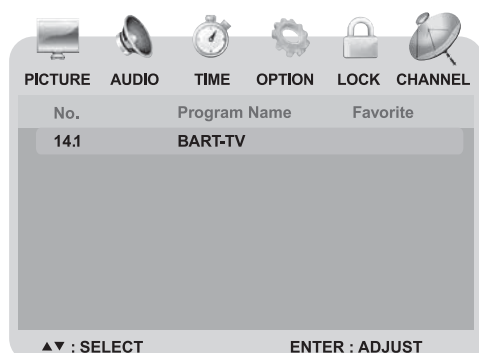 PICTURE AUDIO TIME OPTION LOCK CHANNEL
No. Program Name Favorite
14.1 BART-TV
▲▼ : SELECT ENTER : ADJUST